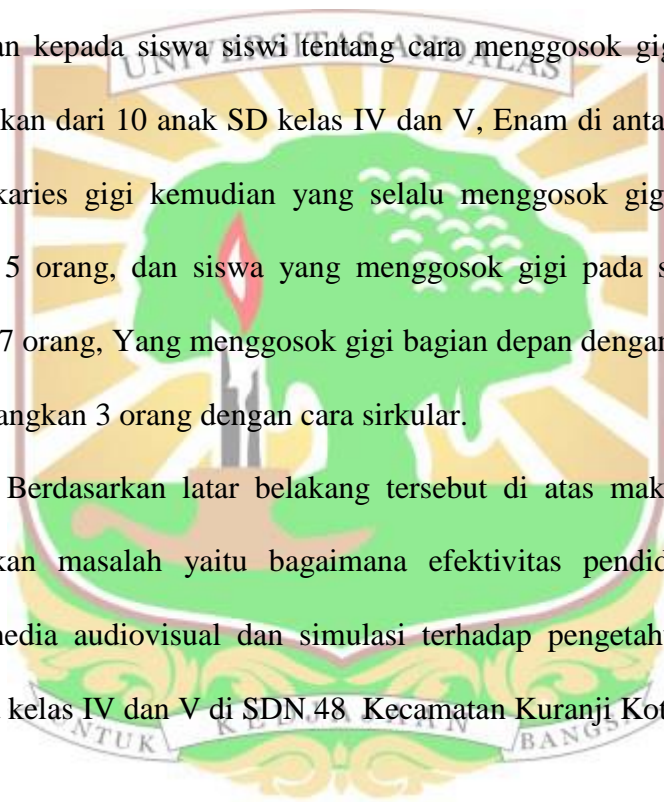 an kepada siswa siswi tentang cara menggosok gig
UNIVERSITAS ANDALAS
kan dari 10 anak SD kelas IV dan V, Enam di anta
karies gigi kemudian yang selalu menggosok gig
5 orang, dan siswa yang menggosok gigi pada s
7 orang, Yang menggosok gigi bagian depan dengan
angkan 3 orang dengan cara sirkular.
Berdasarkan latar belakang tersebut di atas mak
kan masalah yaitu bagaimana efektivitas pendid
media audiovisual dan simulasi terhadap pengetah
kelas IV dan V di SDN 48 Kecamatan Kuranji Kot
UNTUK KEDJAJAAN BANGSA